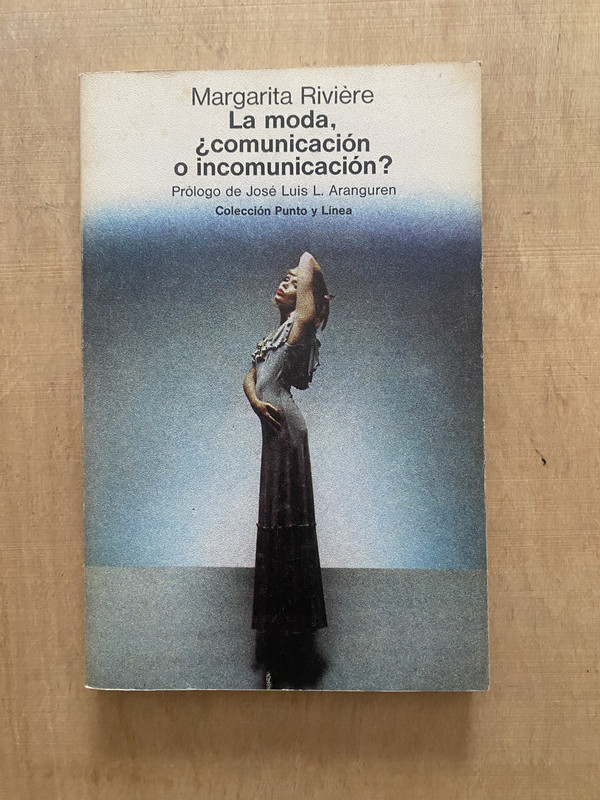 Margarita Rivière
La moda,
¿comunicación
o incomunicación?
Prólogo de José Luis L. Aranguren
Colección Punto y Línea